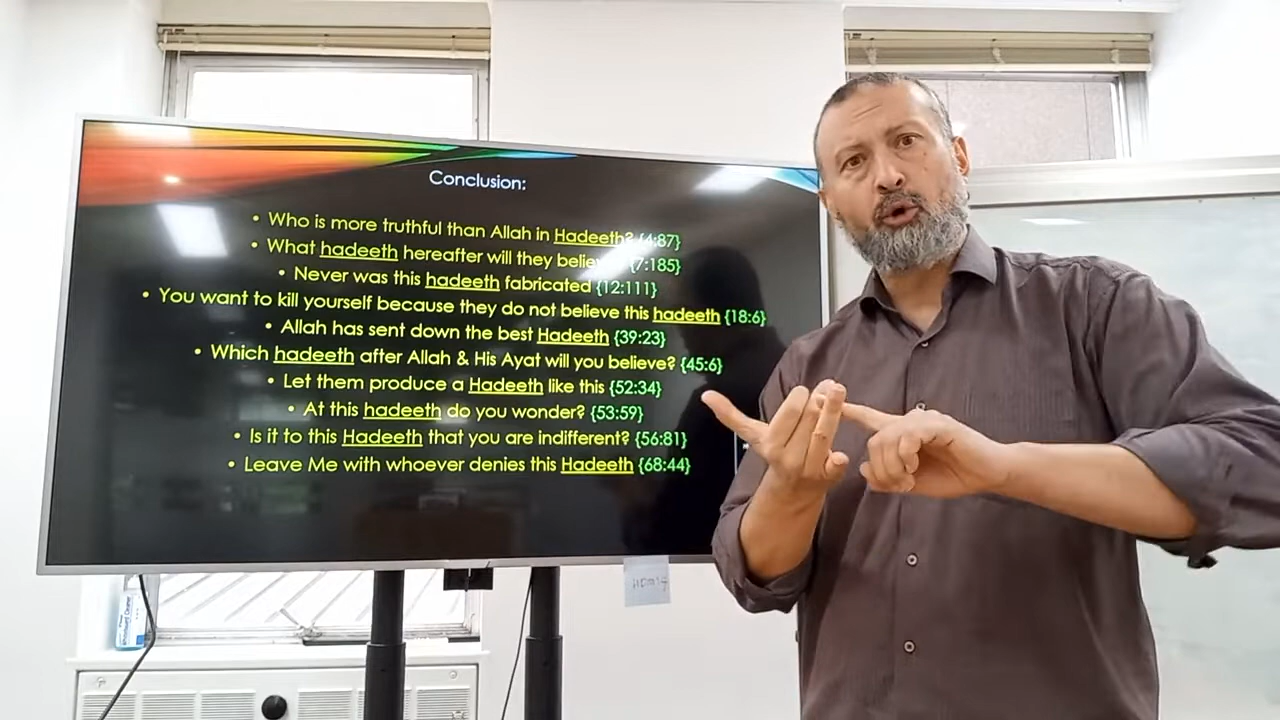 Conclusion:
• Who is more truthful than Allah in Hadeeth? {4:87}
• What hadeeth hereafter will they believe {7:185}
• Never was this hadeeth fabricated {12:111}
• You want to kill yourself because they do not believe this hadeeth {18:6}
• Allah has sent down the best Hadeeth {39:23}
• Which hadeeth after Allah & His Ayat will you believe? {45:6}
• Let them produce a Hadeeth like this {52:34}
• At this hadeeth do you wonder? {53:59}
• Is it to this Hadeeth that you are indifferent? {56:81}
• Leave Me with whoever denies this Hadeeth {68:44}